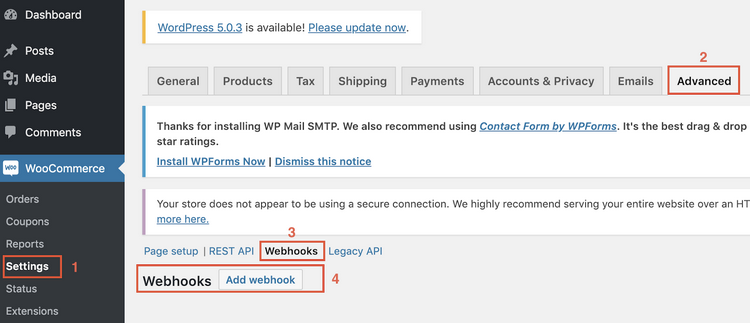 Dashboard
Posts
Media
Pages
Comments
WOO
WooCommerce
Orders
Coupons
Reports
Settings
1
Status
Extensions
WordPress 5.0.3 is available! Please update now.
2
General
Products
Tax
Shipping
Payments
Accounts & Privacy
Emails
Advanced
Thanks for installing WP Mail SMTP. We also recommend using Contact Form by WPForms. It's the best drag & drop
star ratings.
Install WPForms Now | Dismiss this notice
Your store does not appear to be using a secure connection. We highly recommend serving your entire website over an HT
more here.
3
Page setup | REST API Webhooks Legacy API
Webhooks Add webhook 4